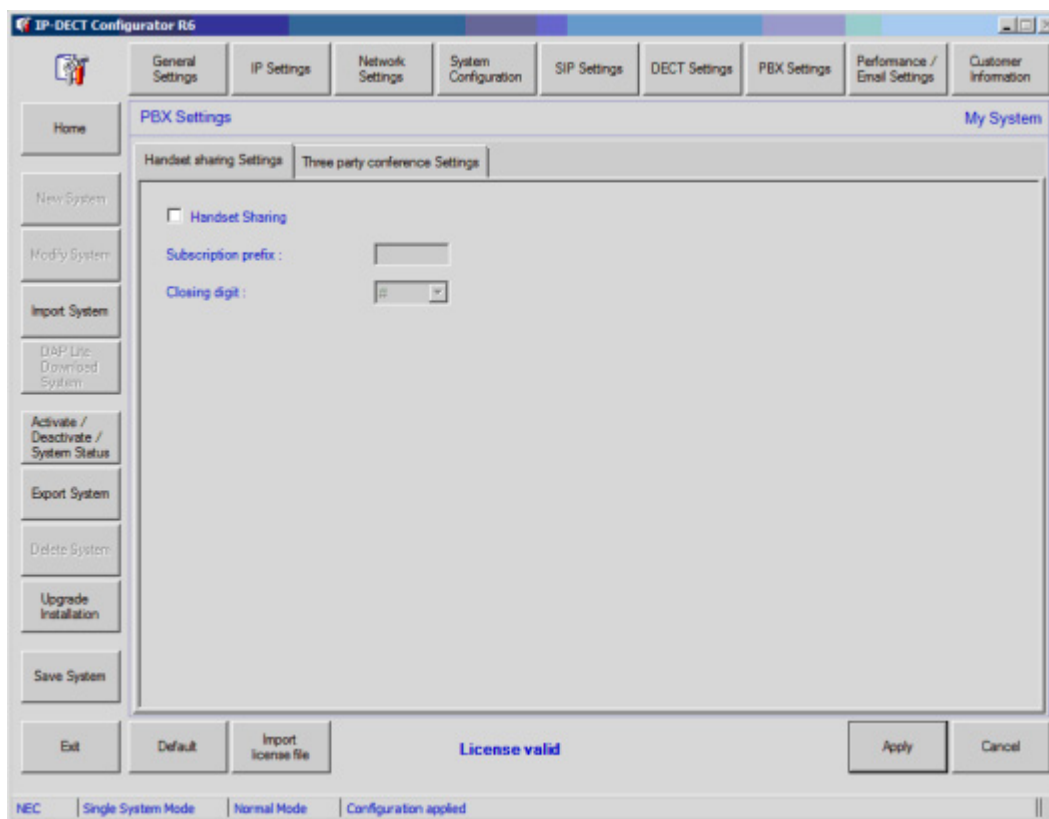 IP-DECT Configurator R6
General
Settings
IP Settings
Network
Settings
System
Configuration
SIP Settings
DECT Settings
PBX Settings
Performance /
Email Settings
Customer
Information
Home
PBX Settings
My System
Handset sharing Settings
Three party conference Settings
New System
Modify System
Import System
DAP Lite
Download
System
Activate /
Deactivate /
System Status
Export System
Delete System
Upgrade
Installation
Save System
Handset Sharing
Subscription prefix :
Closing digit :
#
Exit
Default
Import
license file
License valid
Apply
Cancel
NEC
Single System Mode
Normal Mode
Configuration applied